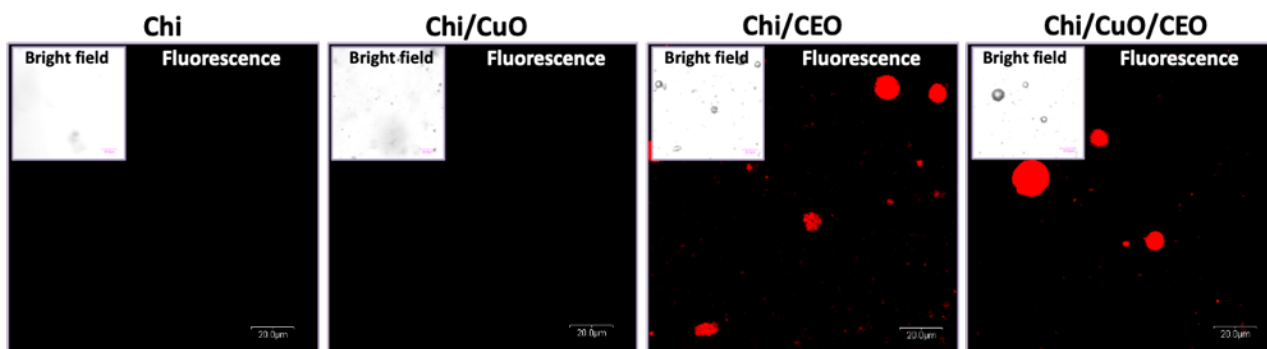 Chi
Chi/CuO
Chi/CEO
Chi/CuO/CEO
Bright field
Fluorescence
Bright field
Fluorescence
Bright field
Fluorescence
Bright field
Fluorescence
20.0μm
20.0μm
20.0μm
20.0μm